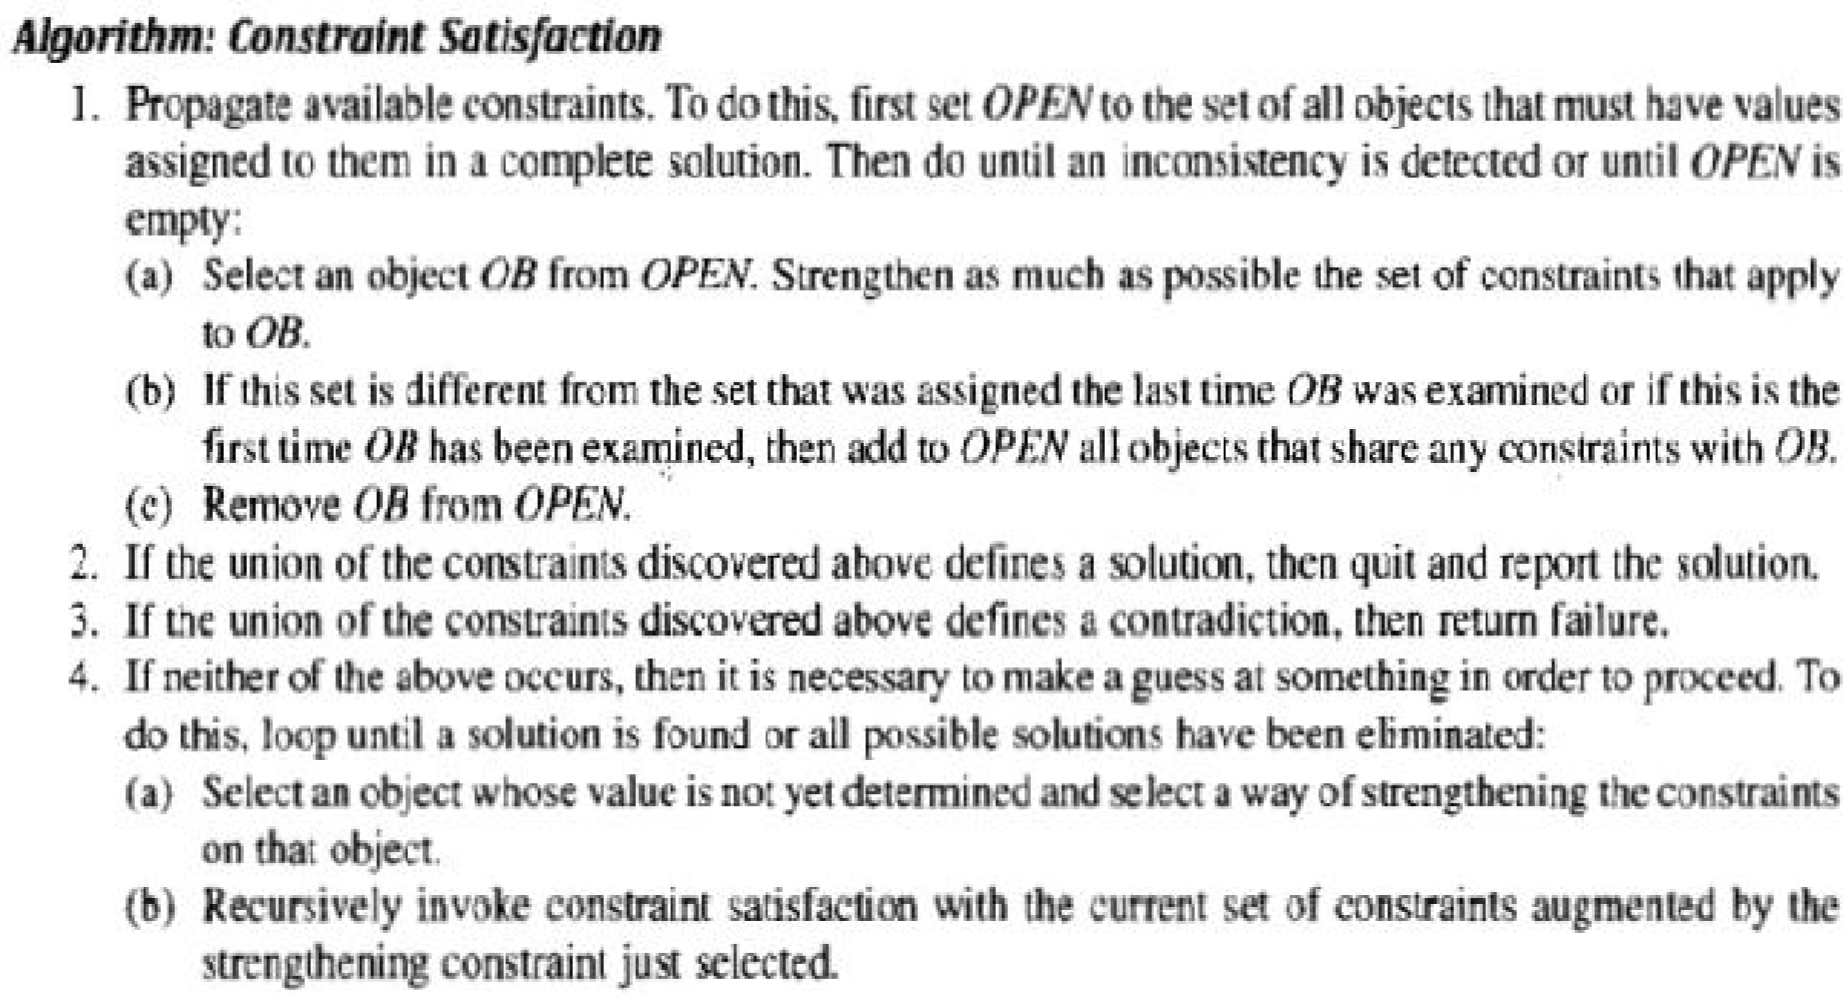 Algorithm: Constraint Satisfaction
1. Propagate available constraints. To do this, first set OPEN to the set of all objects that must have values
assigned to them in a complete solution. Then do until an inconsistency is detected or until OPEN is
empty:
(a) Select an object OB from OPEN. Strengthen as much as possible the set of constraints that apply
to OB.
(b) If this set is different from the set that was assigned the last time OB was examined or if this is the
first time OB has been examined, then add to OPEN all objects that share any constraints with OB.
(c) Remove OB from OPEN.
2. If the union of the constraints discovered above defines a solution, then quit and report the solution.
3. If the union of the constraints discovered above defines a contradiction, then return failure.
4. If neither of the above occurs, then it is necessary to make a guess at something in order to proceed. To
do this, loop until a solution is found or all possible solutions have been eliminated:
(a) Select an object whose value is not yet determined and select a way of strengthening the constraints
on that object.
(b) Recursively invoke constraint satisfaction with the current set of constraints augmented by the
strengthening constraint just selected.